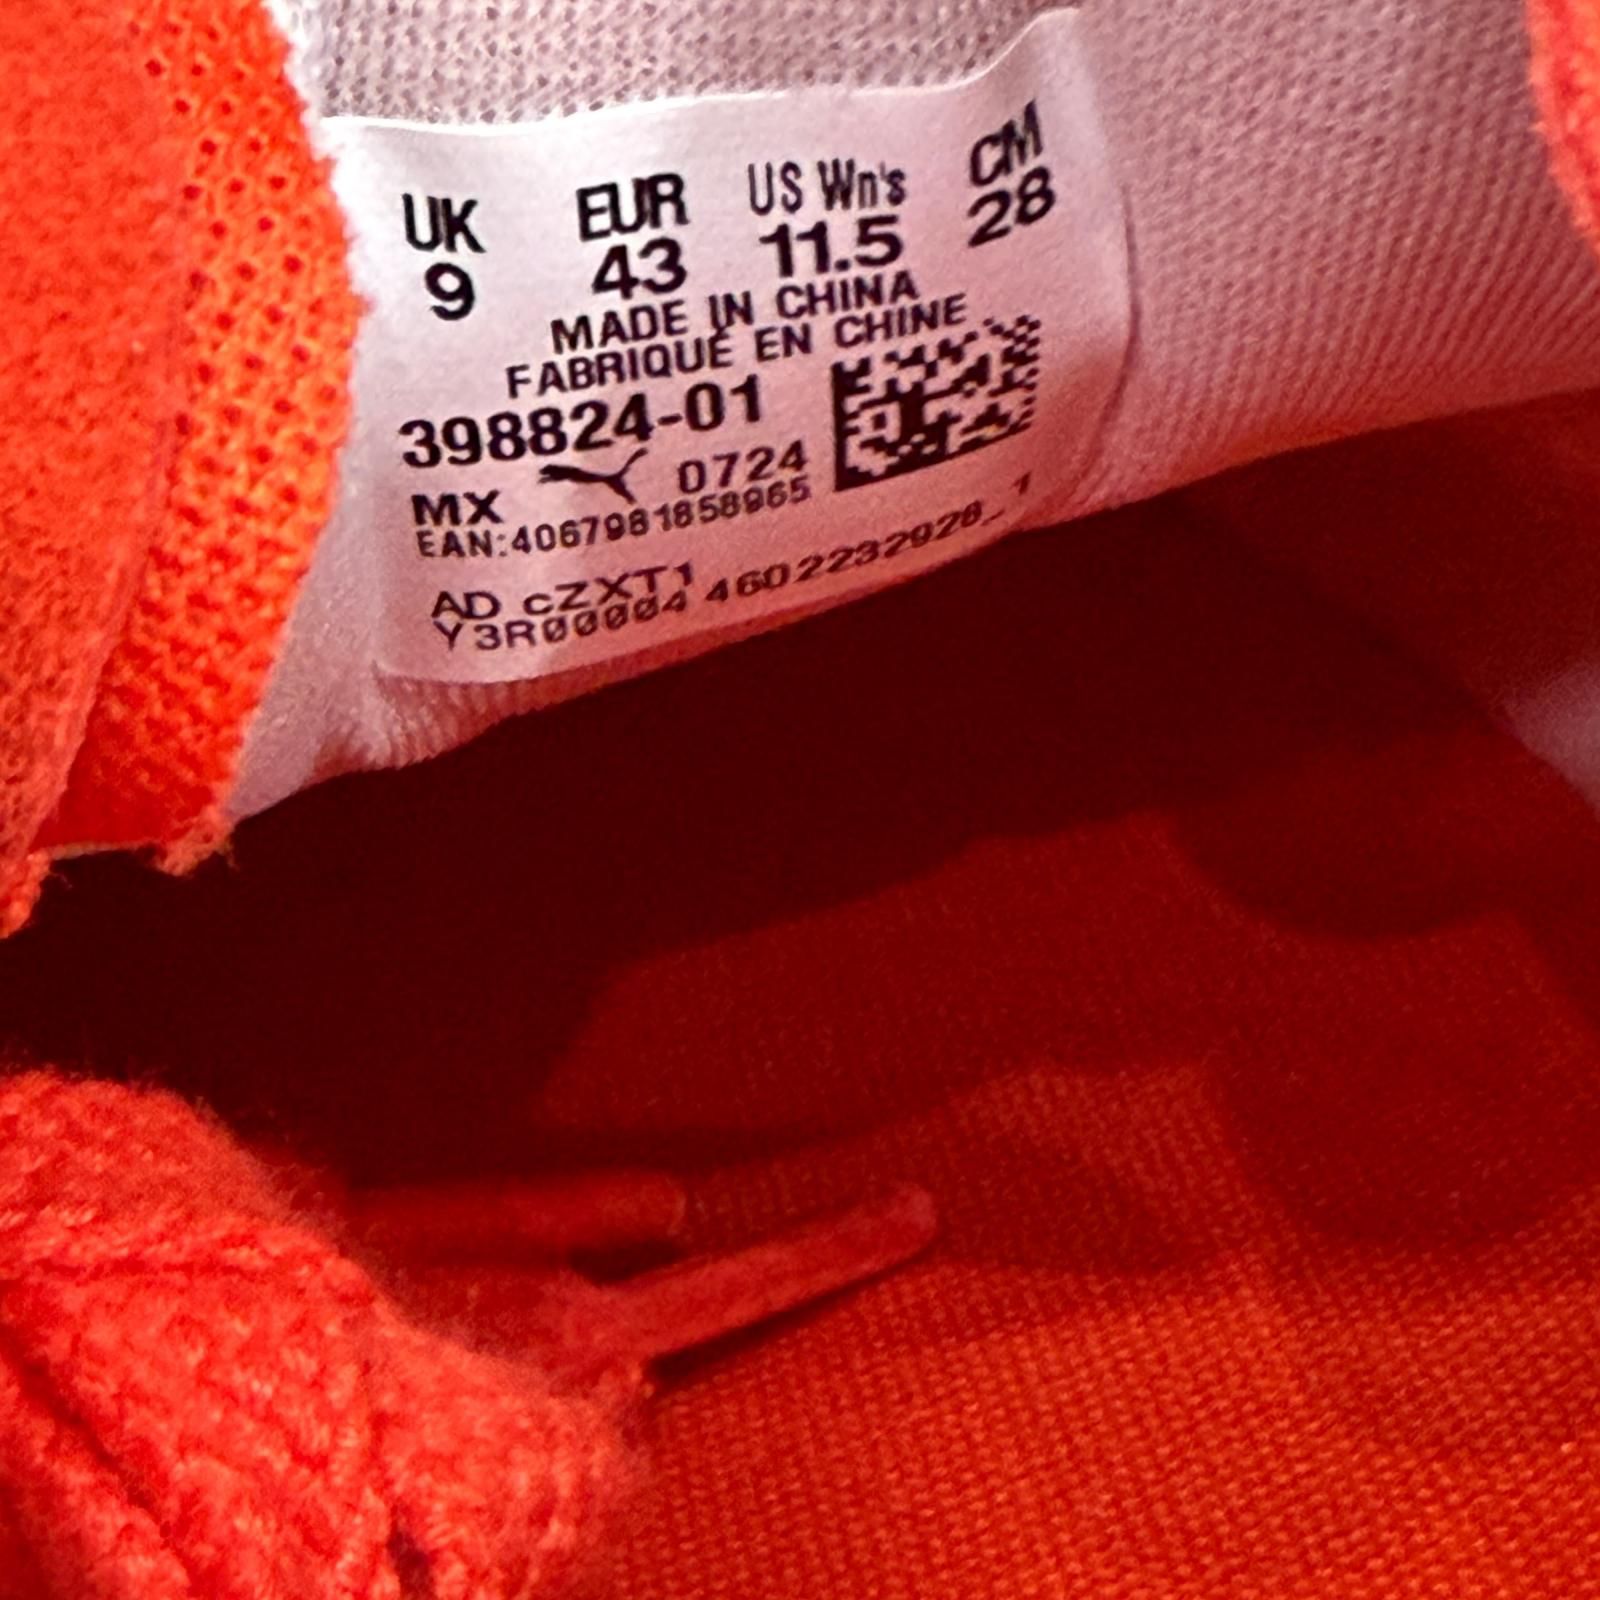 UK EUR US Wn's CM
9 43 11.5 28
MADE IN CHINA
FABRIQUÉ EN CHINE
398824-01
MX 0724
EAN:4067981858965
AD cZXT1
Y3R00004 4602232928_1